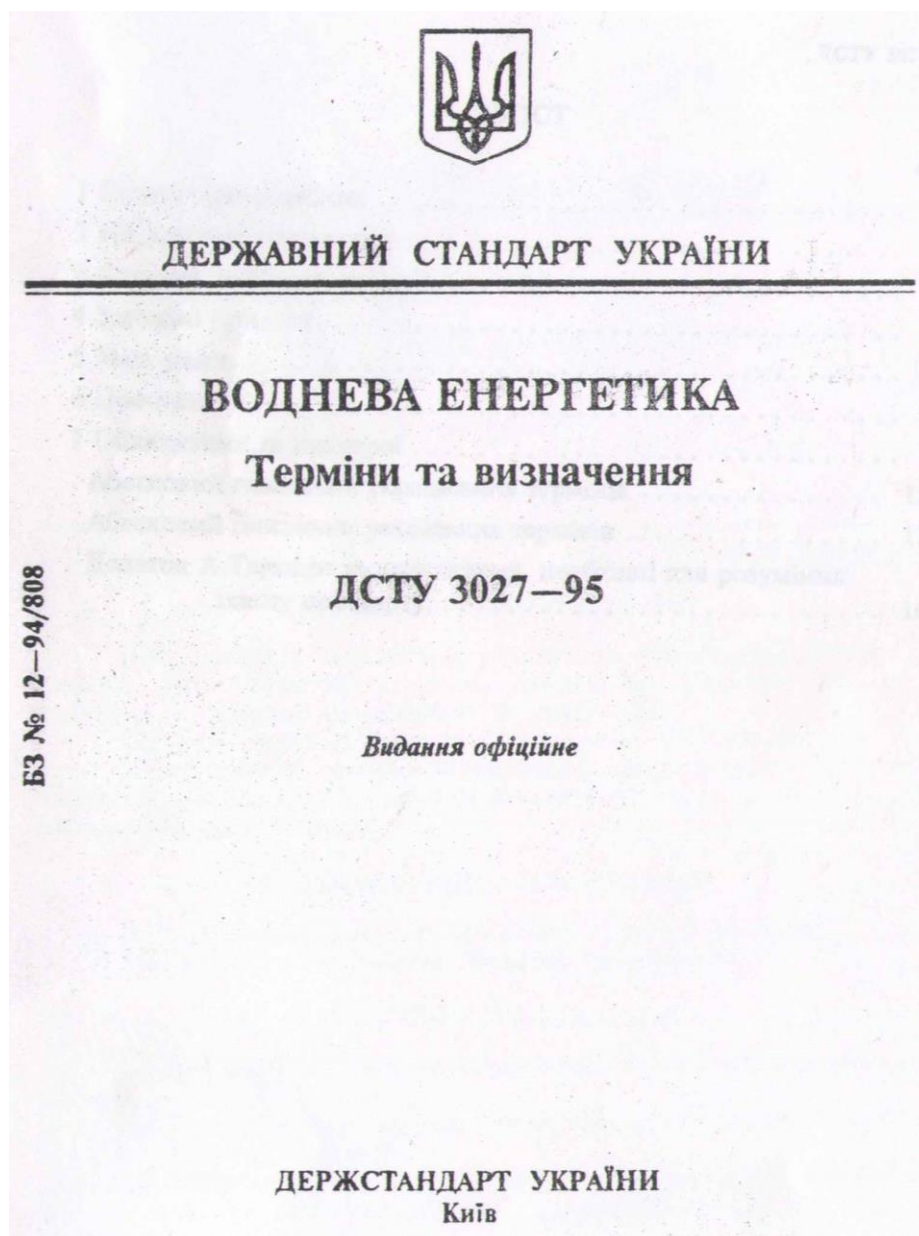 ДЕРЖАВНИЙ СТАНДАРТ УКРАЇНИ
ВОДНЕВА ЕНЕРГЕТИКА
Терміни та визначення
ДСТУ 3027—95
БЗ № 12—94/808
Видання офіційне
ДЕРЖСТАНДАРТ УКРАЇНИ
Київ